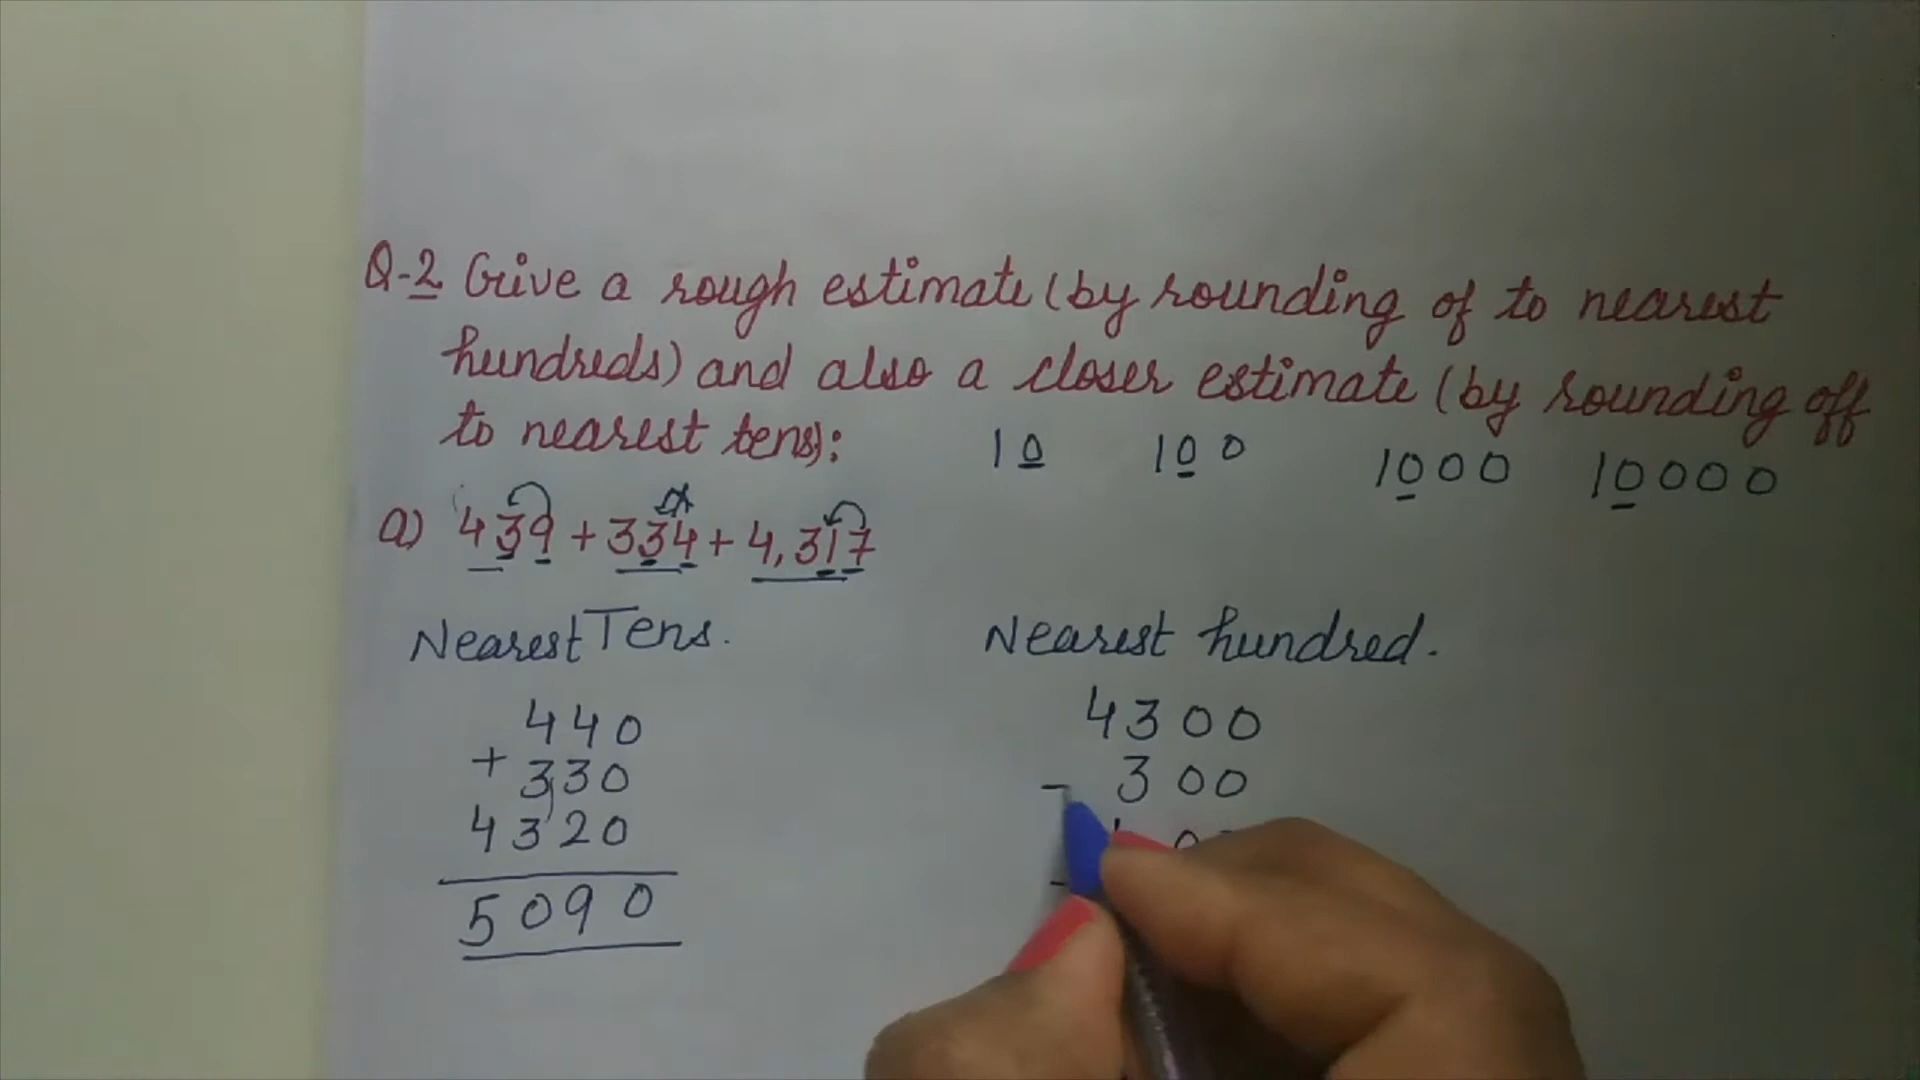 Q-2 Give a rough estimate (by rounding of to nearest
hundreds) and also a closer estimate (by rounding off
to nearest tens):
10 100 1000 10000
a) 439 + 334 + 4,317
Nearest Tens.
440
+ 330
4320
5090
Nearest hundred.
4300
- 300